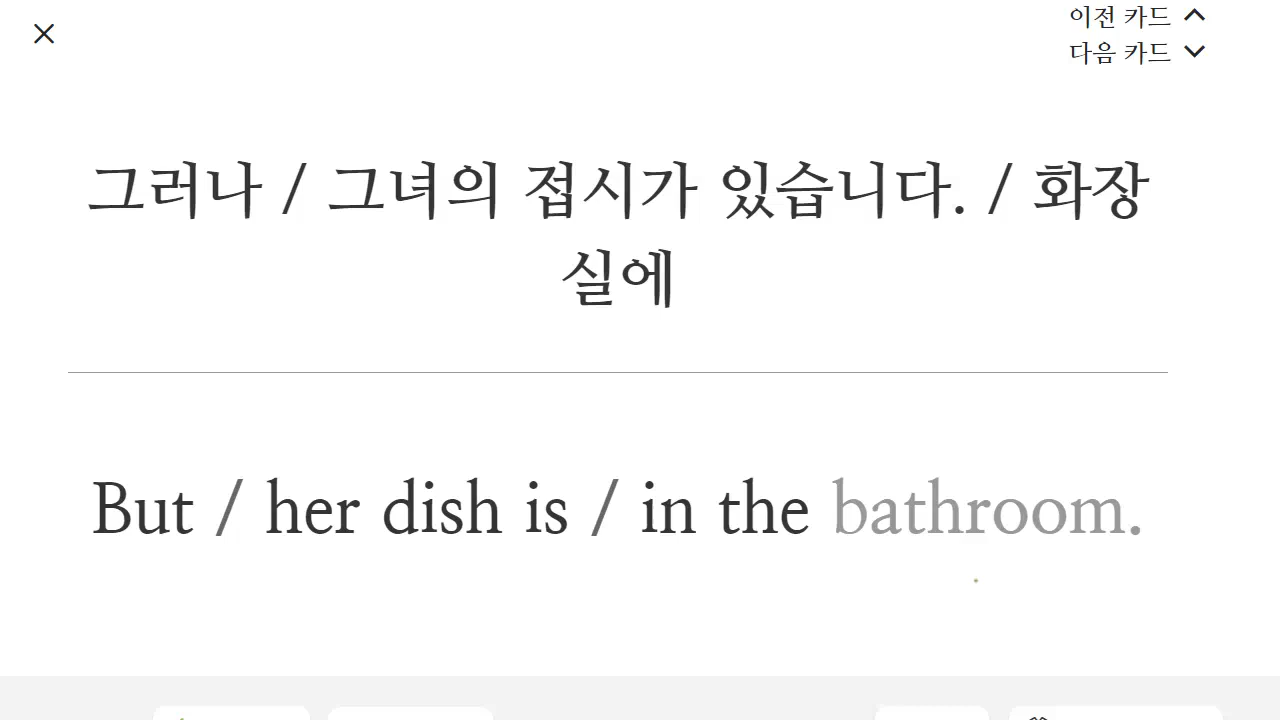 이전 카드
다음 카드
그러나 / 그녀의 접시가 있습니다. / 화장
실에
But / her dish is / in the bathroom.